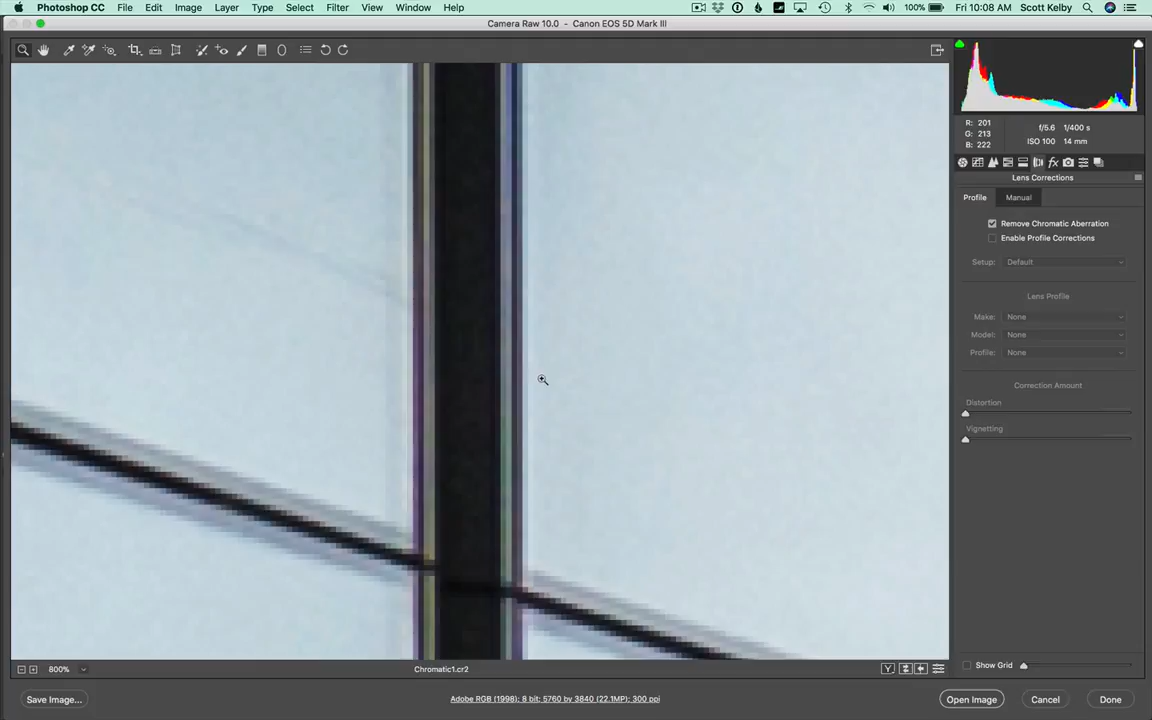 Photoshop CC File Edit Image Layer Type Select Filter View Window Help 100% Fri 10:08 AM Scott Kelby
Camera Raw 10.0 - Canon EOS 5D Mark III
R: 201
G: 213
B: 222
f/5.6 1/400 s
ISO 100 14 mm
Lens Corrections
Profile Manual
Remove Chromatic Aberration
Enable Profile Corrections
Setup: Default
Lens Profile
Make: None
Model: None
Profile: None
Correction Amount
Distortion
Vignetting
Show Grid
800%
Chromatic1.cr2
Y
Save Image...
Adobe RGB (1998); 8 bit; 5760 by 3840 (22.1MP); 300 ppi
Open Image Cancel Done